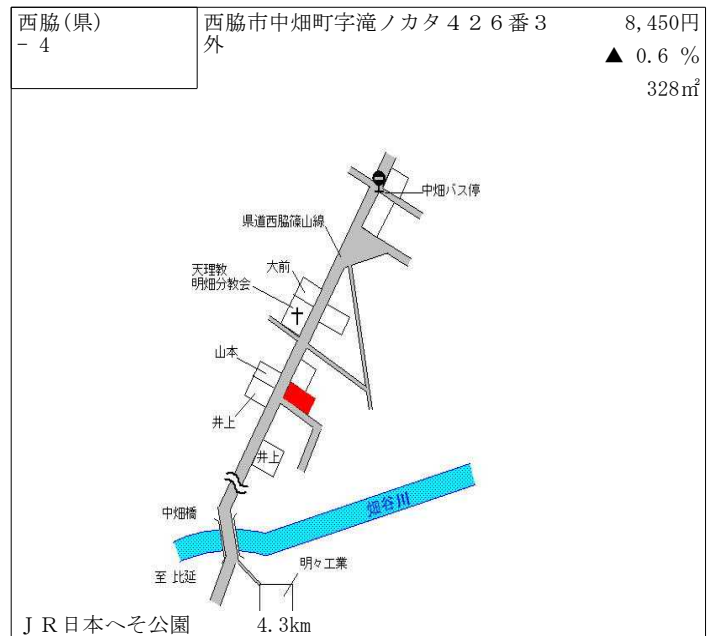 西脇(県)
- 4
西脇市中畑町字滝ノカタ４２６番３
外
8,450円
▲ 0.6 %
328㎡
中畑バス停
県道西脇篠山線
大前
天理教
明畑分教会
山本
井上
井上
畑谷川
中畑橋
明々工業
至 比延
ＪＲ日本へそ公園 4.3km